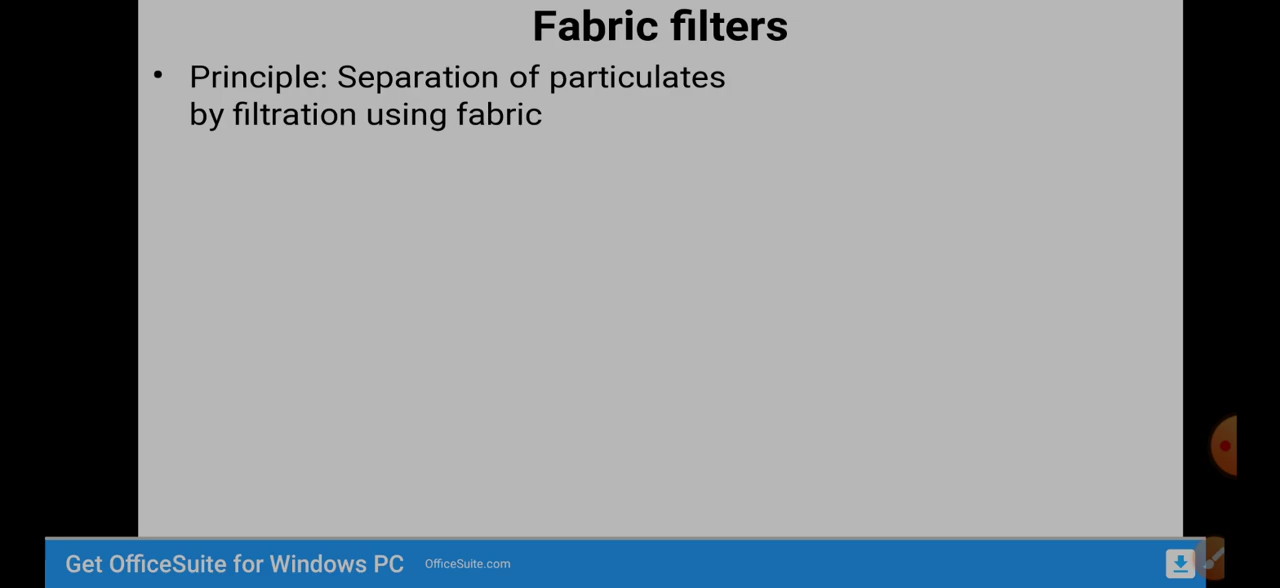 Fabric filters
• Principle: Separation of particulates
by filtration using fabric
Get OfficeSuite for Windows PC OfficeSuite.com